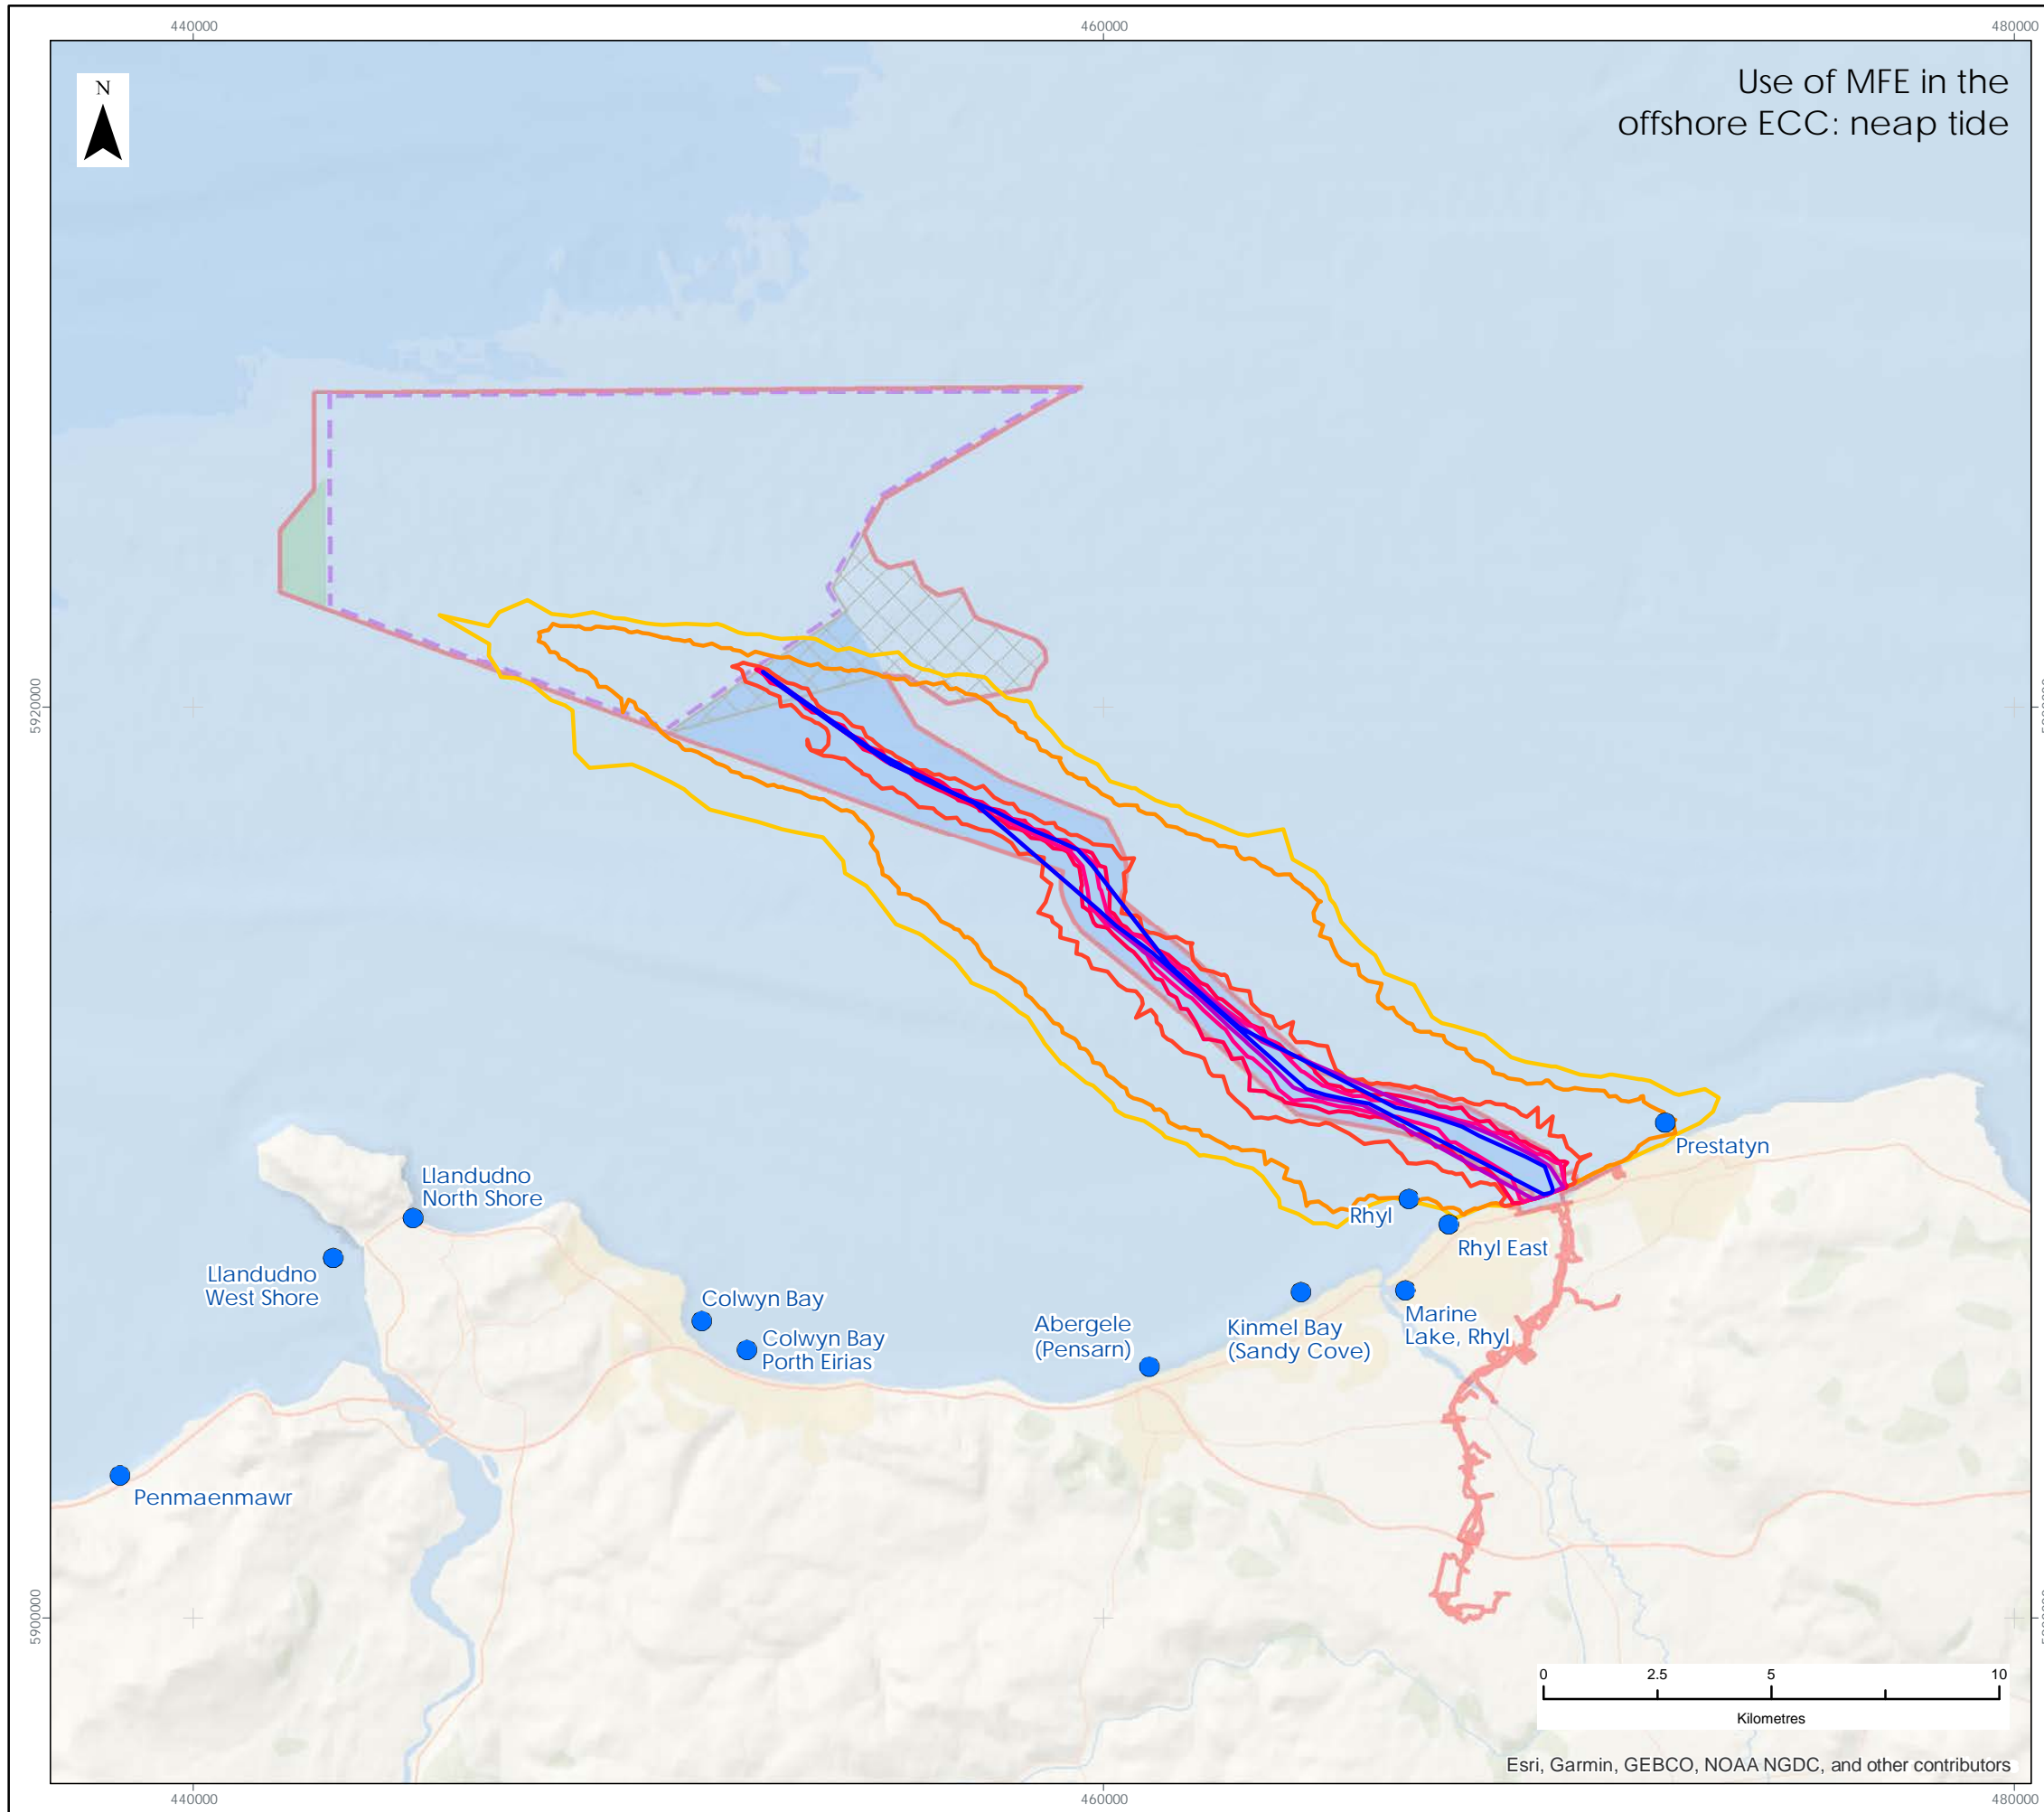 440000
460000
480000
N
Use of MFE in the
offshore ECC: neap tide
5920000
Prestatyn
Llandudno
North Shore
Rhyl
Rhyl East
Llandudno
West Shore
Colwyn Bay
Colwyn Bay
Porth Eirias
Abergele
(Pensarn)
Kinmel Bay
(Sandy Cove)
Marine
Lake, Rhyl
Penmaenmawr
5900000
0 2.5 5 10
Kilometres
Esri, Garmin, GEBCO, NOAA NGDC, and other contributors
440000
460000
480000